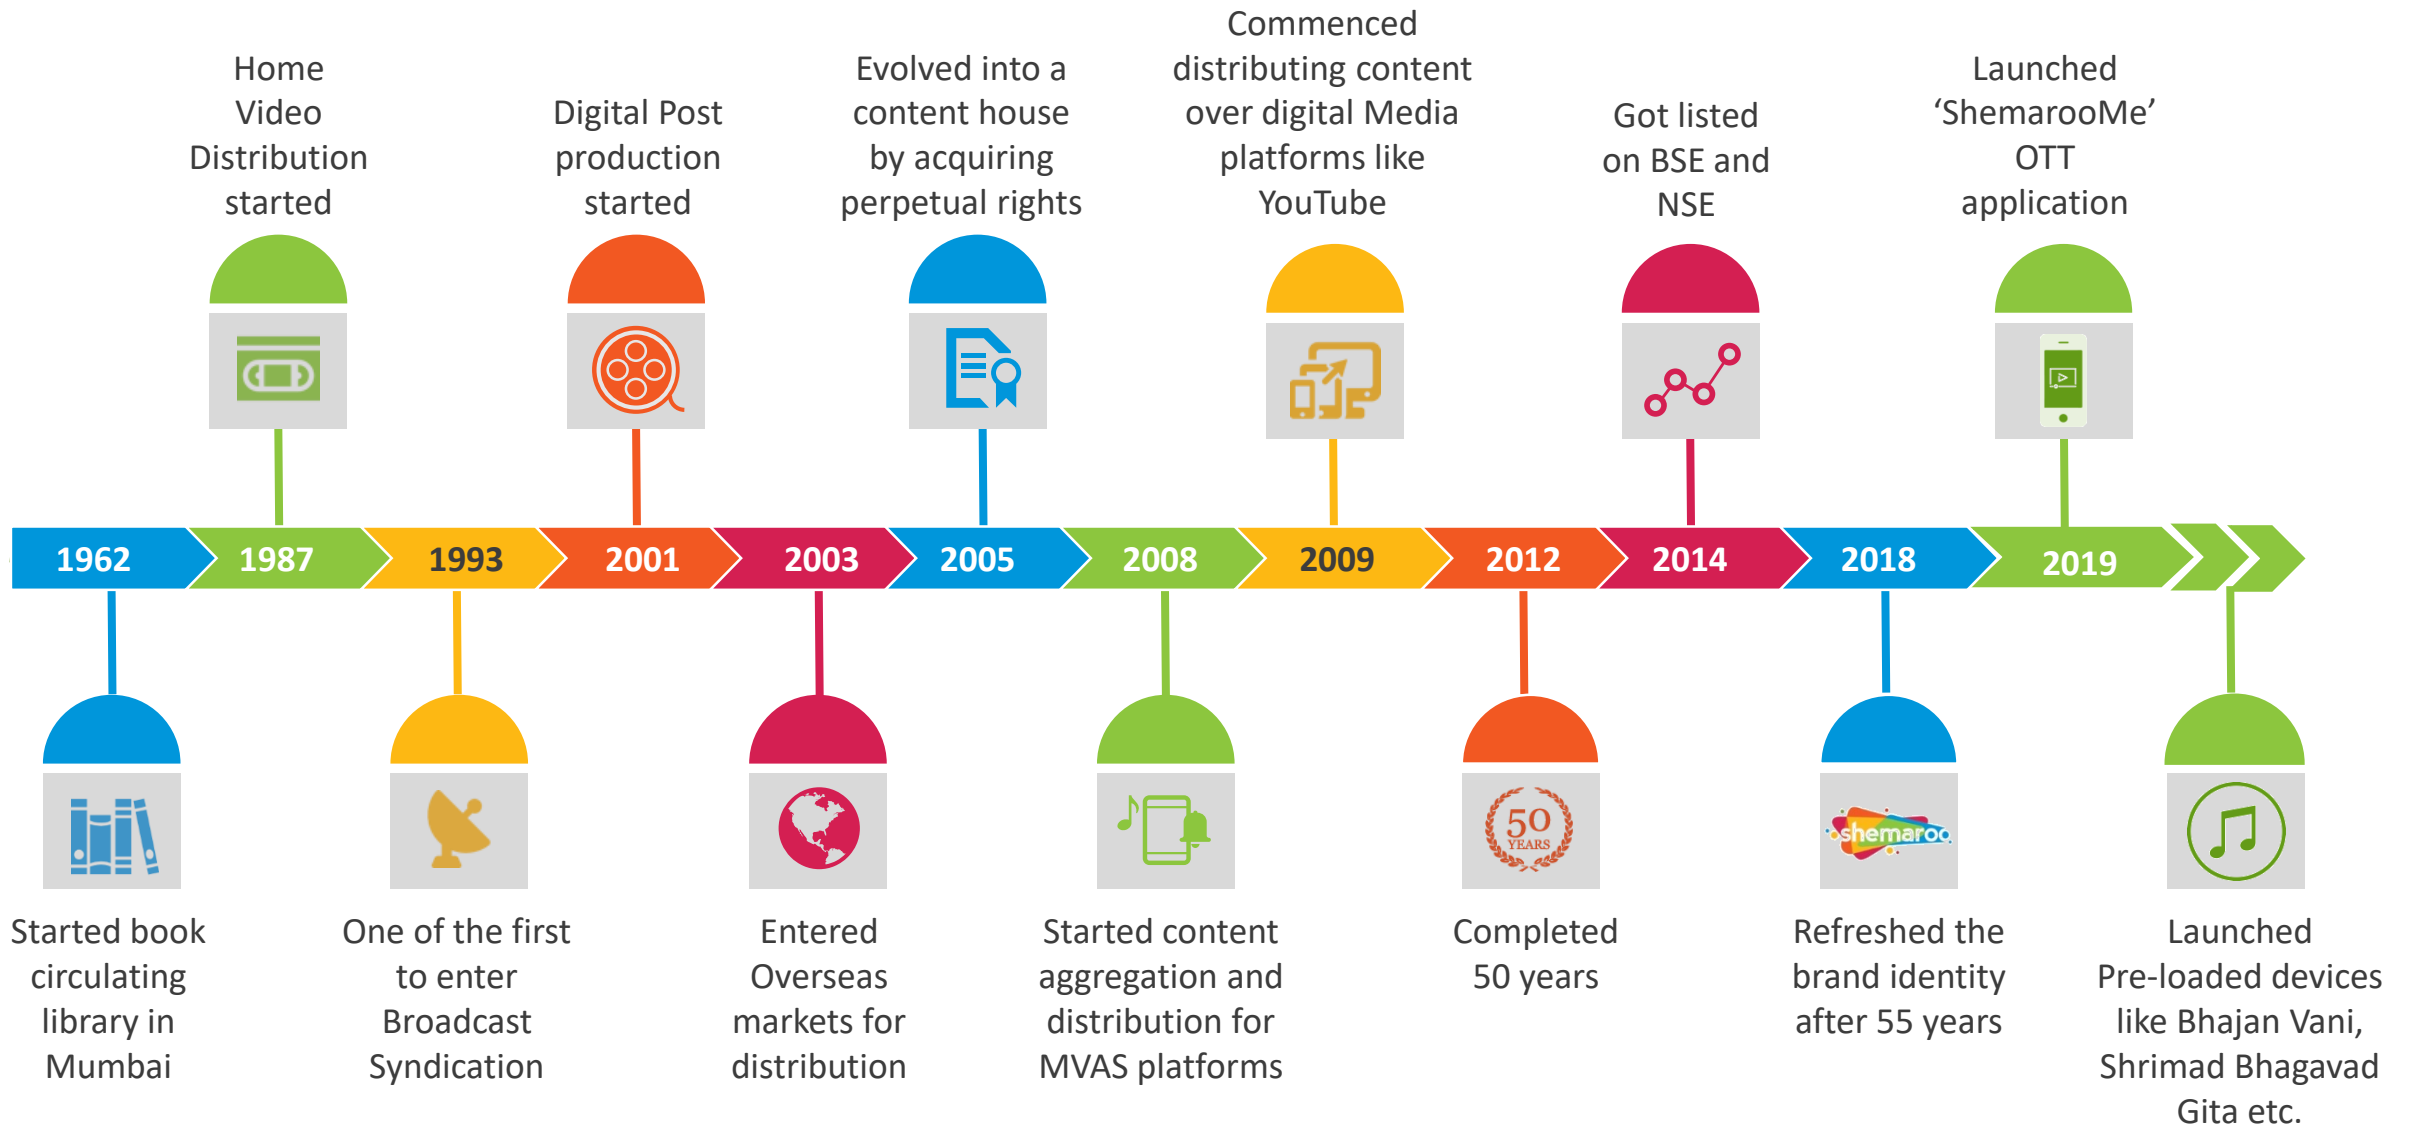 Home
Video
Distribution
started
Digital Post
production
started
Evolved into a
content house
by acquiring
perpetual rights
Commenced
distributing content
over digital Media
platforms like
YouTube
Got listed
on BSE and
NSE
Launched
‘ShemarooMe’
OTT
application
1962
1987
1993
2001
2003
2005
2008
2009
2012
2014
2018
2019
50
YEARS
shemaroo
Started book
circulating
library in
Mumbai
One of the first
to enter
Broadcast
Syndication
Entered
Overseas
markets for
distribution
Started content
aggregation and
distribution for
MVAS platforms
Completed
50 years
Refreshed the
brand identity
after 55 years
Launched
Pre-loaded devices
like Bhajan Vani,
Shrimad Bhagavad
Gita etc.